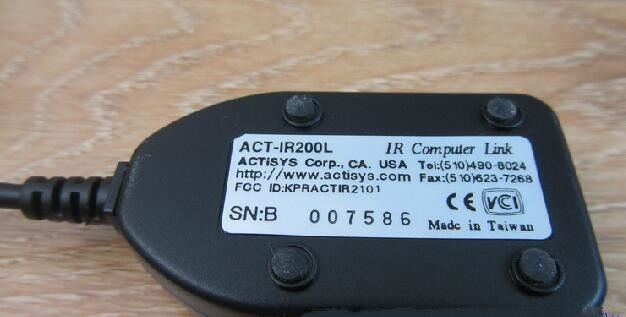 ACT-IR200L IR Computer Link
ACTiSYS Corp., CA. USA Tel:(510)490-8024
http://www.actisys.com Fax:(510)623-7268
FCC ID:KPRACTIR2101
SN:B 007586 CE VCI
Made in Taiwan